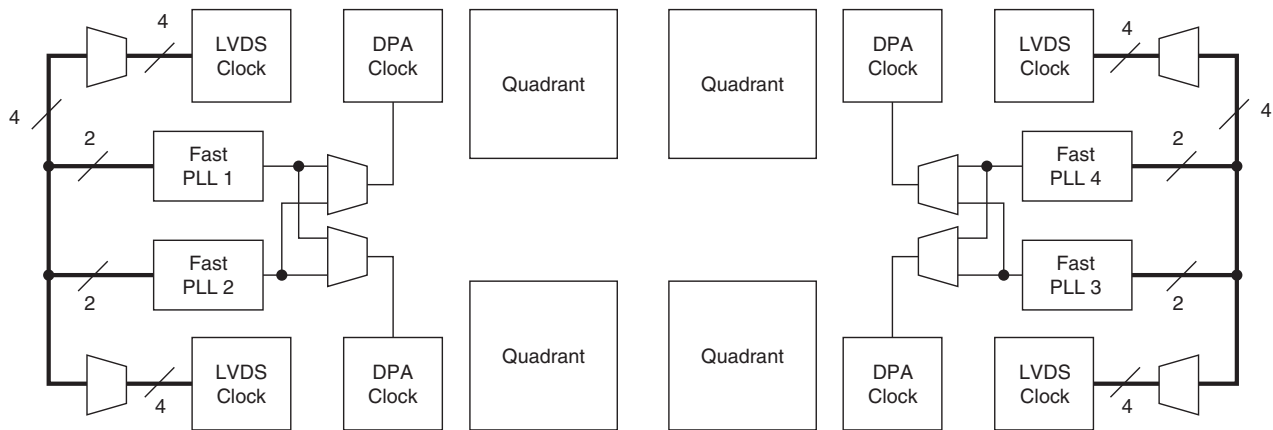 4
LVDS
Clock
DPA
Clock
Quadrant
Quadrant
DPA
Clock
LVDS
Clock
4
4
2
Fast
PLL 1
Fast
PLL 4
2
4
Fast
PLL 2
2
Fast
PLL 3
2
LVDS
Clock
4
DPA
Clock
Quadrant
Quadrant
DPA
Clock
LVDS
Clock
4